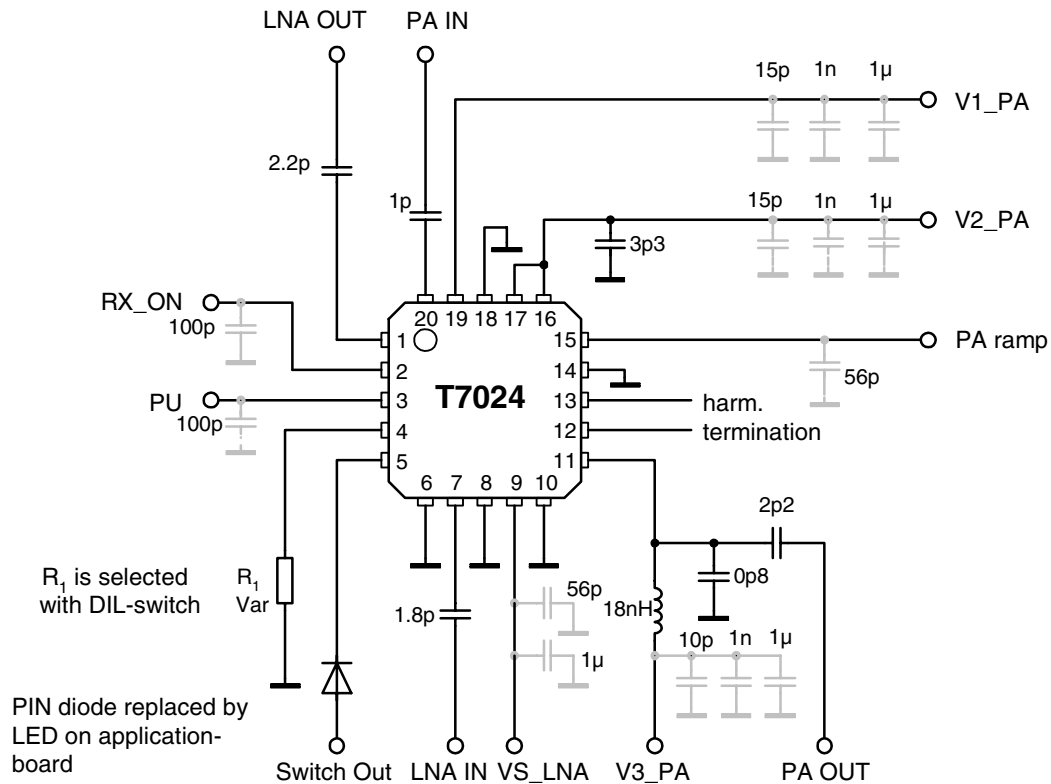 LNA OUT PA IN
15p 1n 1µ
V1_PA
2.2p
1p
15p 1n 1µ
V2_PA
3p3
RX_ON
100p
20 19 18 17 16
1 15
PA ramp
2 14
56p
PU
T7024
3 13 harm.
100p
4 12 termination
5 11
6 7 8 9 10
2p2
R1 is selected
with DIL-switch
R1
Var
1.8p
56p
18nH
0p8
1µ
10p 1n 1µ
PIN diode replaced by
LED on application-
board
Switch Out LNA IN VS_LNA V3_PA PA OUT